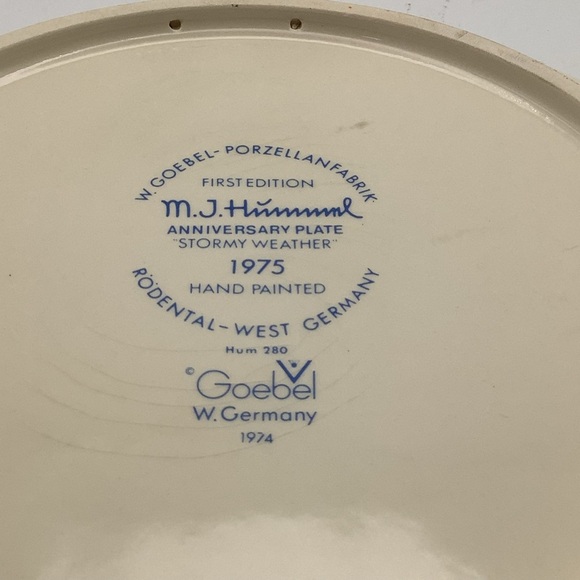 W. GOEBEL-PORZELLANFABRIK
FIRST EDITION
M.J.Hummel
ANNIVERSARY PLATE
"STORMY WEATHER"
1975
HAND PAINTED
RÖDENTAL-WEST GERMANY
Hum 280
© Goebel
W. Germany
1974